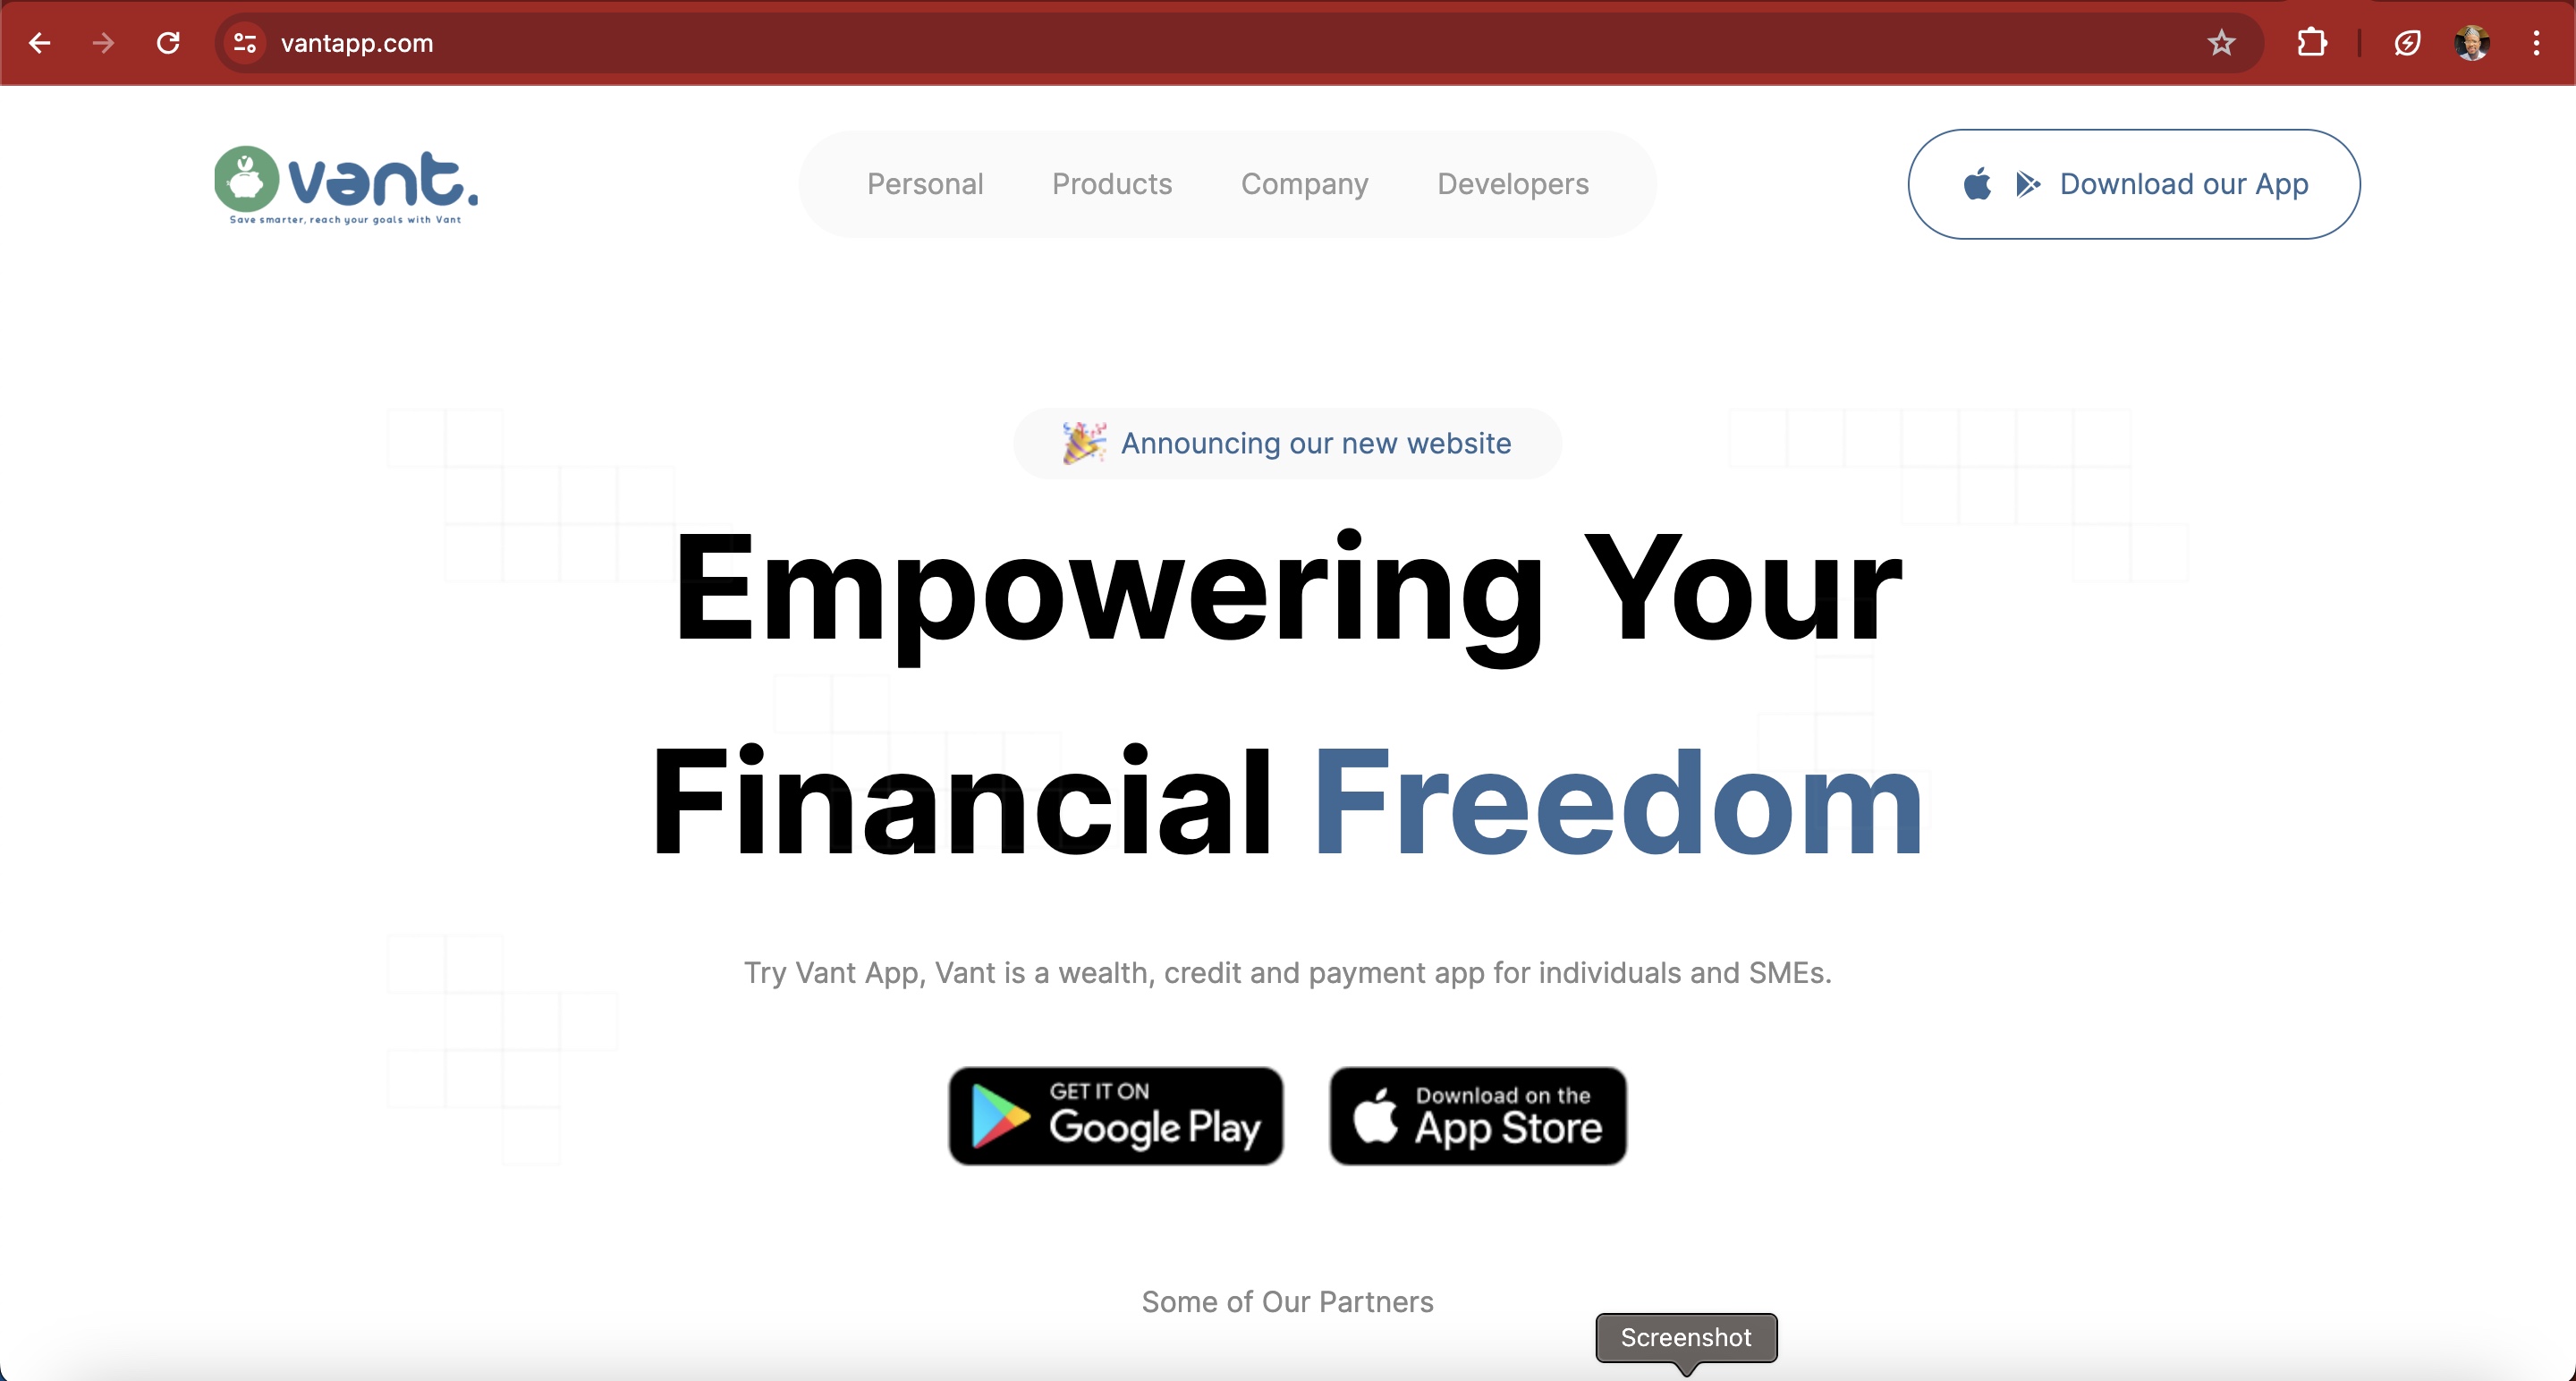 vantapp.com
vant.
Save smarter, reach your goals with Vant
Personal Products Company Developers
Download our App
Announcing our new website
Empowering Your
Financial Freedom
Try Vant App, Vant is a wealth, credit and payment app for individuals and SMEs.
GET IT ON
Google Play
Download on the
App Store
Some of Our Partners
Screenshot